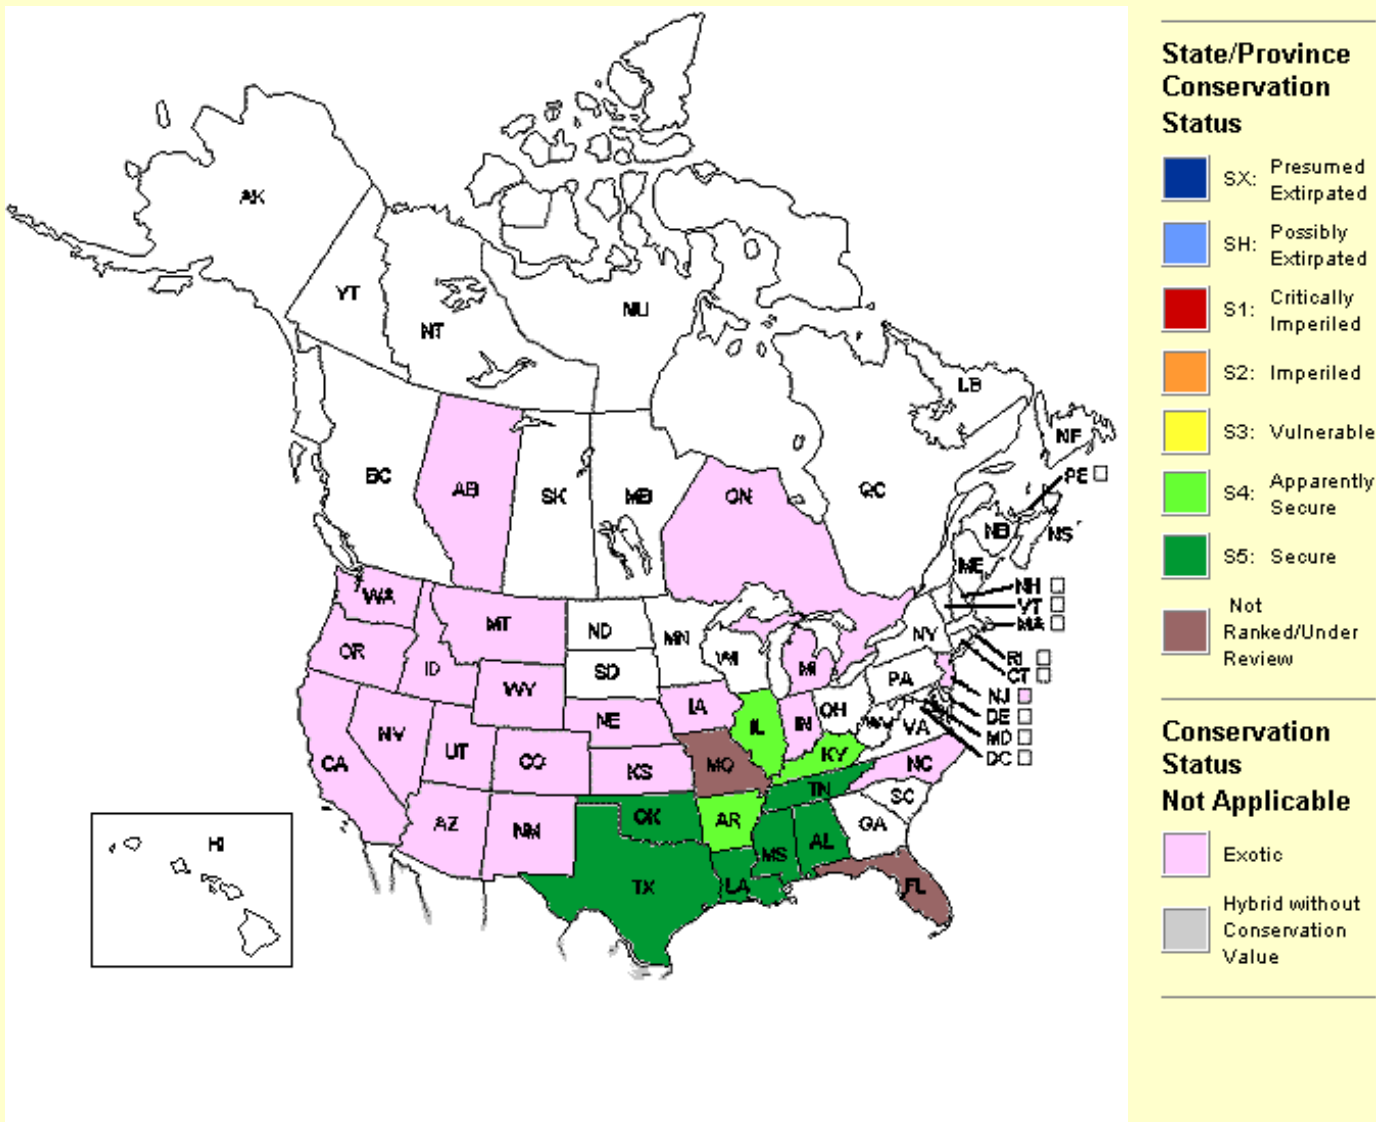 AK
YT
NT
NU
LB
NF
PE
BC
AB
SK
MB
ON
QC
NB
NS
ME
NH
VT
MA
WA
MT
ND
MN
NY
OR
ID
SD
WI
MI
RI
CT
WY
PA
NJ
NE
IA
OH
DE
NV
IL
IN
VA
MD
UT
CO
KY
DC
CA
KS
MO
NC
TN
SC
AZ
NM
OK
AR
GA
HI
MS
AL
TX
LA
FL
State/Province
Conservation
Status
SX: Presumed
Extirpated
SH: Possibly
Extirpated
S1: Critically
Imperiled
S2: Imperiled
S3: Vulnerable
S4: Apparently
Secure
S5: Secure
Not
Ranked/Under
Review
Conservation
Status
Not Applicable
Exotic
Hybrid without
Conservation
Value